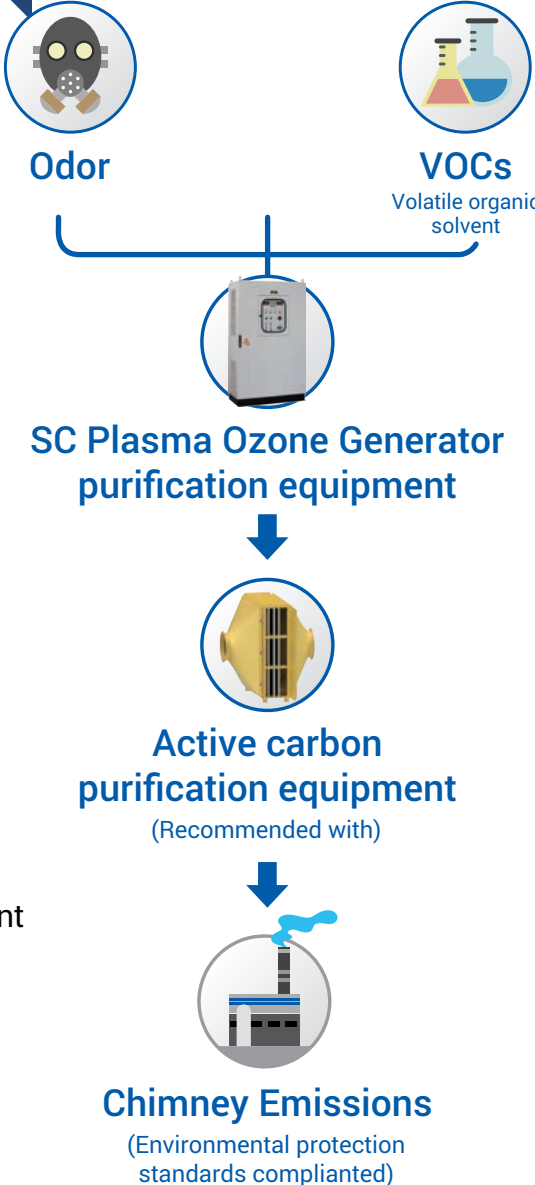 Odor
VOCs
Volatile organic
solvent
SC Plasma Ozone Generator
purification equipment
Active carbon
purification equipment
(Recommended with)
nt
Chimney Emissions
(Environmental protection
standards complianted)